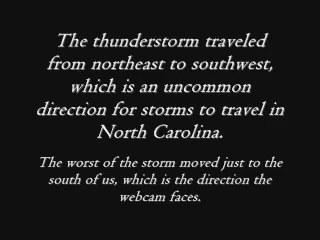 The thunderstorm traveled
from northeast to southwest,
which is an uncommon
direction for storms to travel in
North Carolina.
The worst of the storm moved just to the
south of us, which is the direction the
webcam faces.